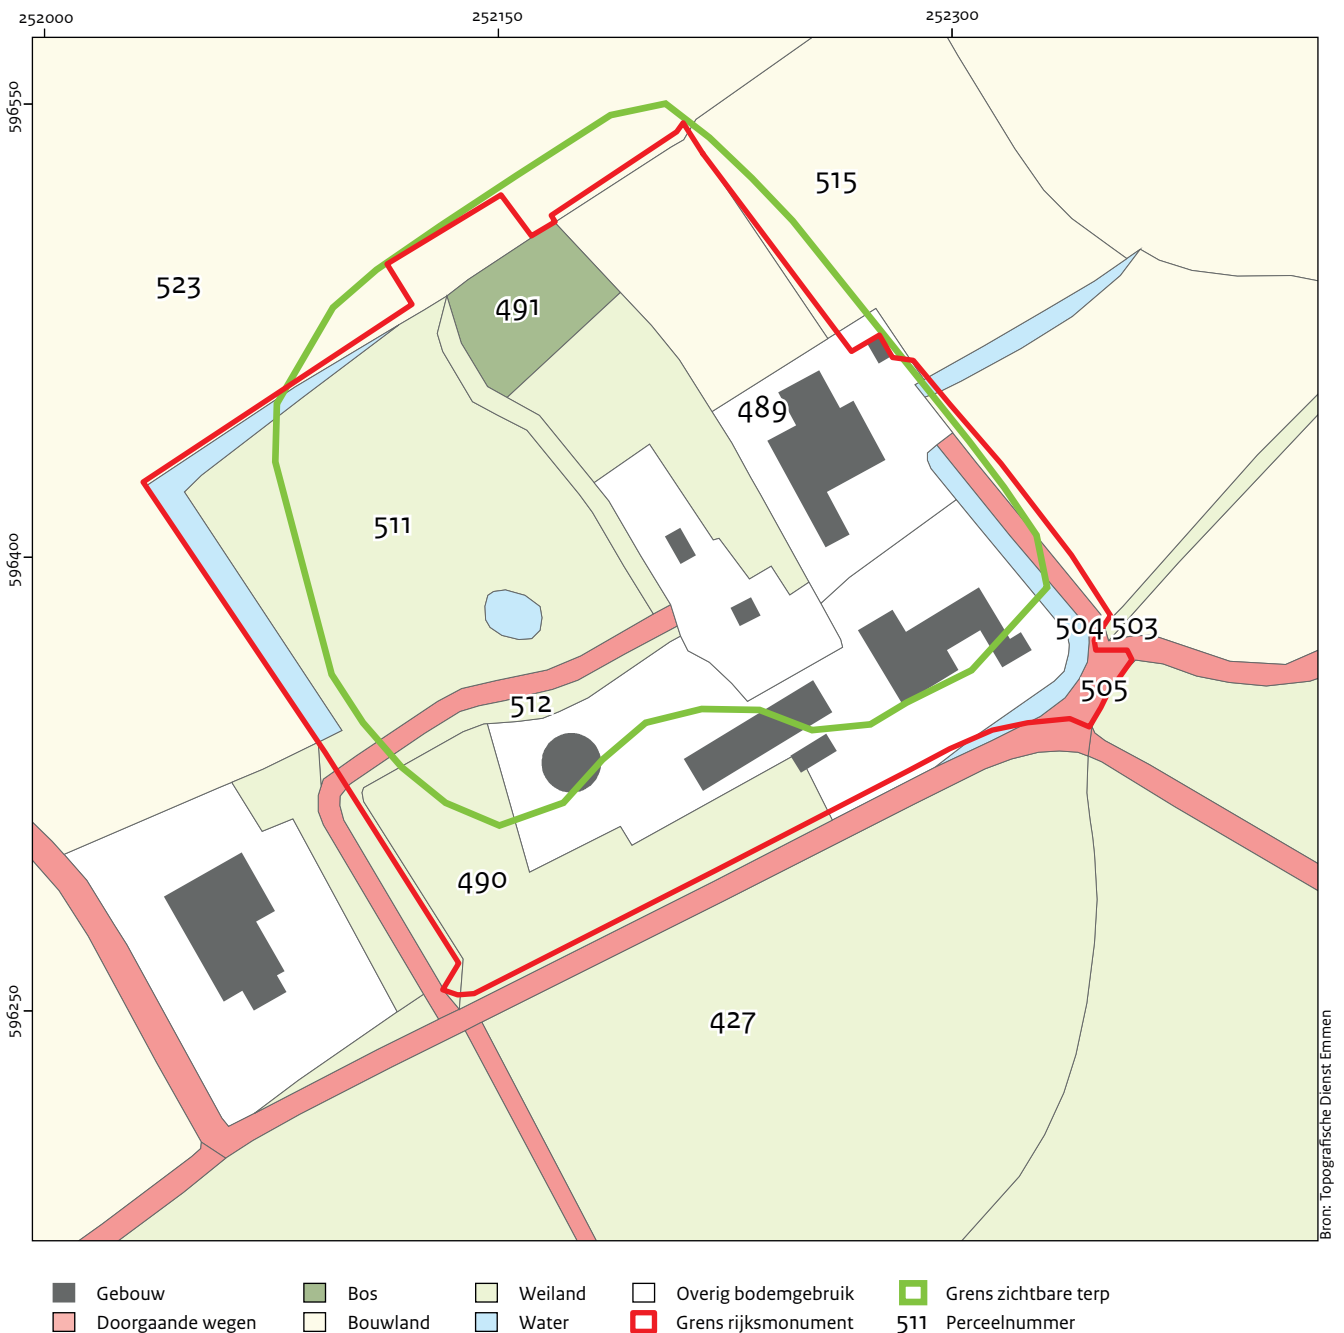 252000
252150
252300
596550
596400
596250
515
523
491
489
511
504 503
505
512
490
427
Bron: Topografische Dienst Emmen
Gebouw
Bos
Weiland
Overig bodemgebruik
Grens zichtbare terp
Doorgaande wegen
Bouwland
Water
Grens rijksmonument
511 Perceelnummer